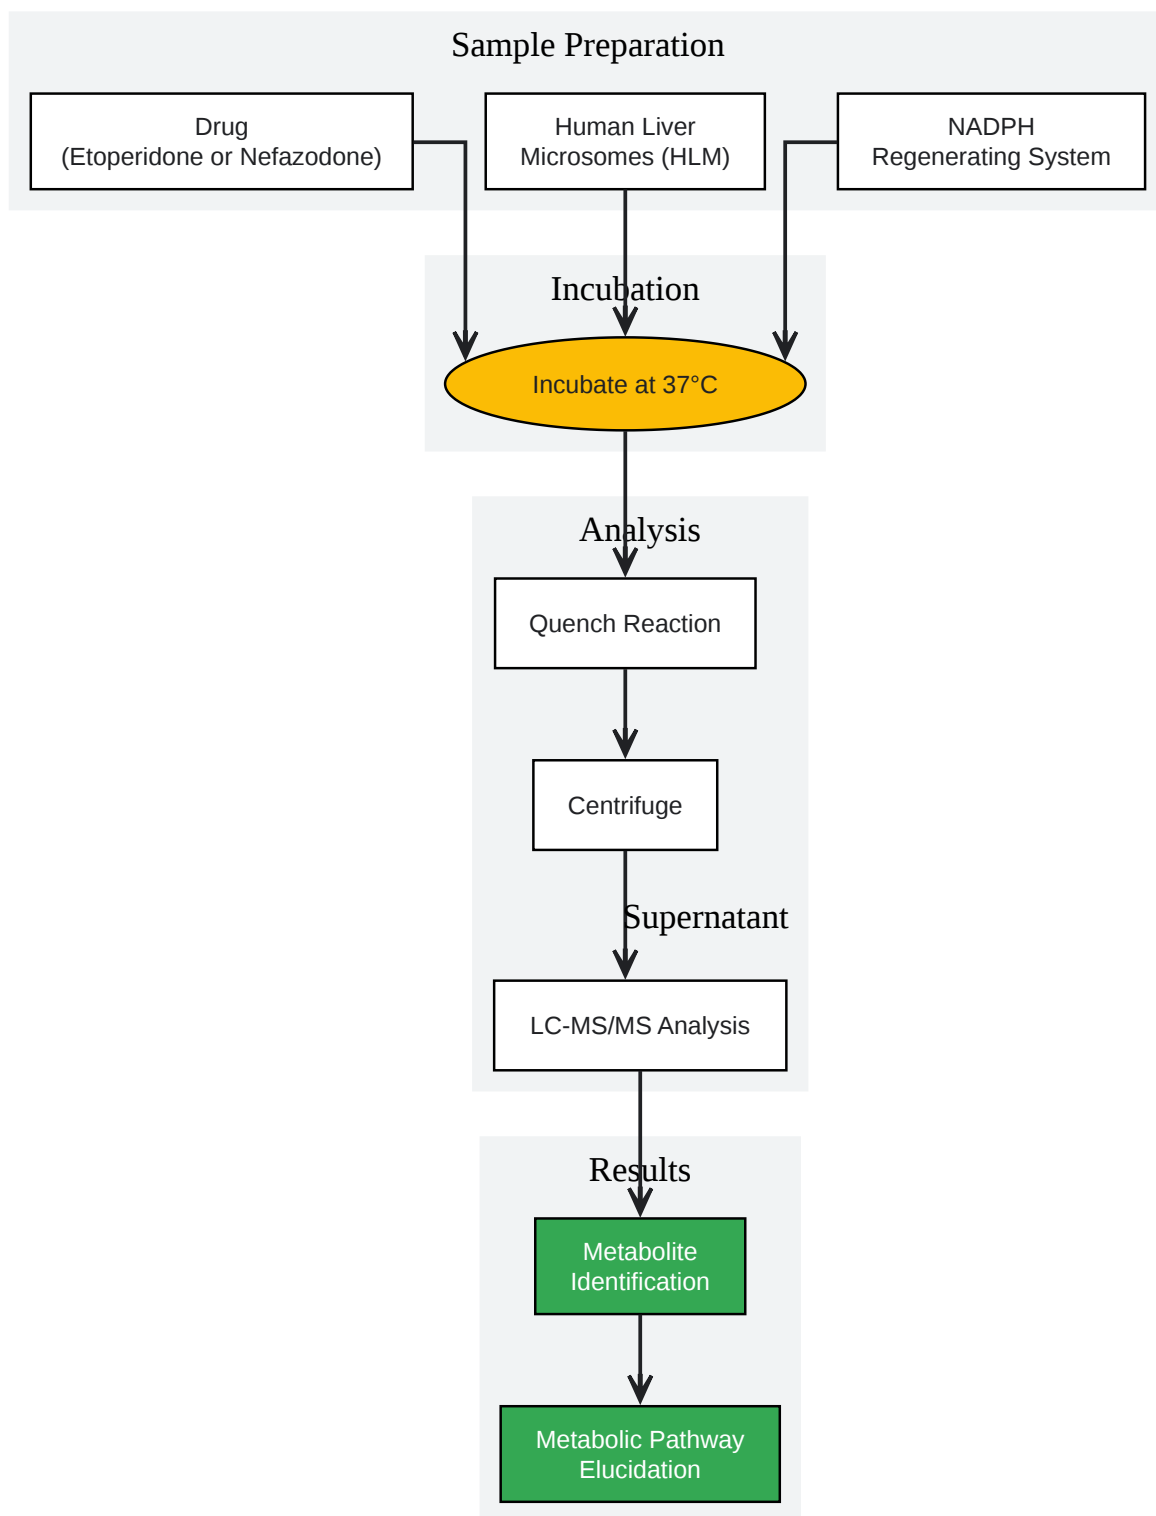 Sample Preparation
Drug
(Etoperidone or Nefazodone)
Human Liver
Microsomes (HLM)
NADPH
Regenerating System
Incubation
Incubate at 37°C
Analysis
Quench Reaction
Centrifuge
Supernatant
LC-MS/MS Analysis
Results
Metabolite
Identification
Metabolic Pathway
Elucidation